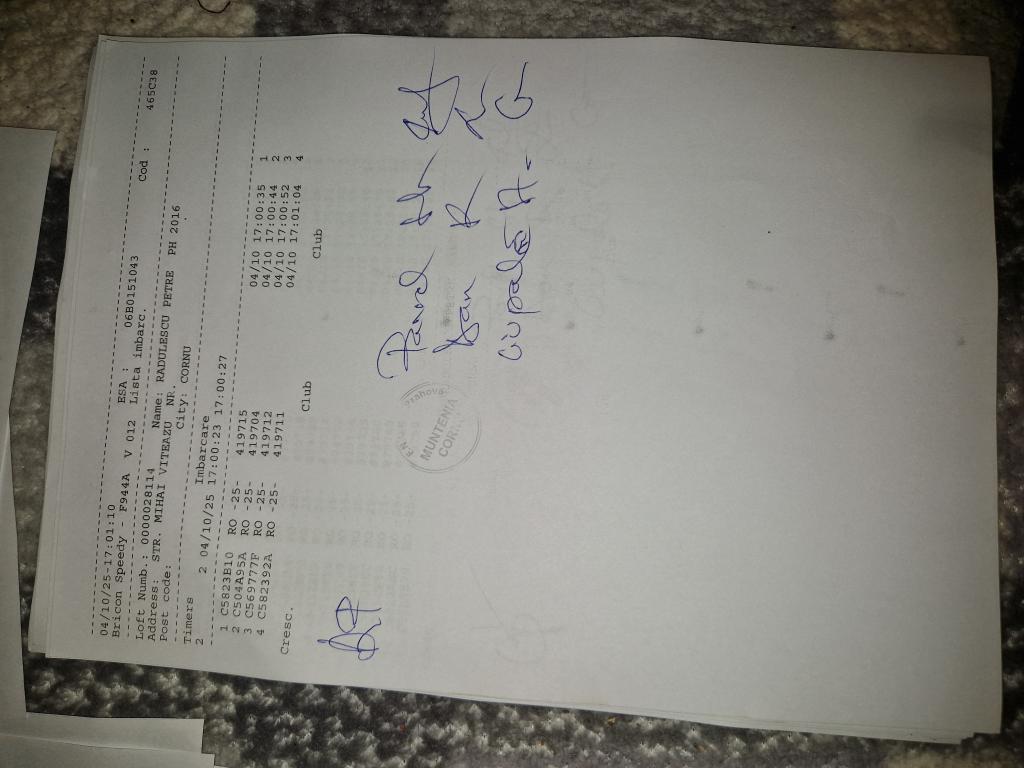 04/10/25-17:01:10
Bricon Speedy - F944A V 012 ESA : 06B0151043
Lista imbarc. Cod : 465C38
Loft Numb.: 0000028114 Name: RADULESCU PETRE PH 2016
Address: STR. MIHAI VITEAZU NR.
Post code: City: CORNU
Timers
2 2 04/10/25 Imbarcare 17:00:23 17:00:27
1 C5823B10 RO -25- 419715 04/10 17:00:35 1
2 C504A95A RO -25- 419704 04/10 17:00:44 2
3 C569777F RO -25- 419712 04/10 17:00:52 3
4 C582392A RO -25- 419711 04/10 17:01:04 4
Cresc. Club Club
Prahova
MUNTENIA